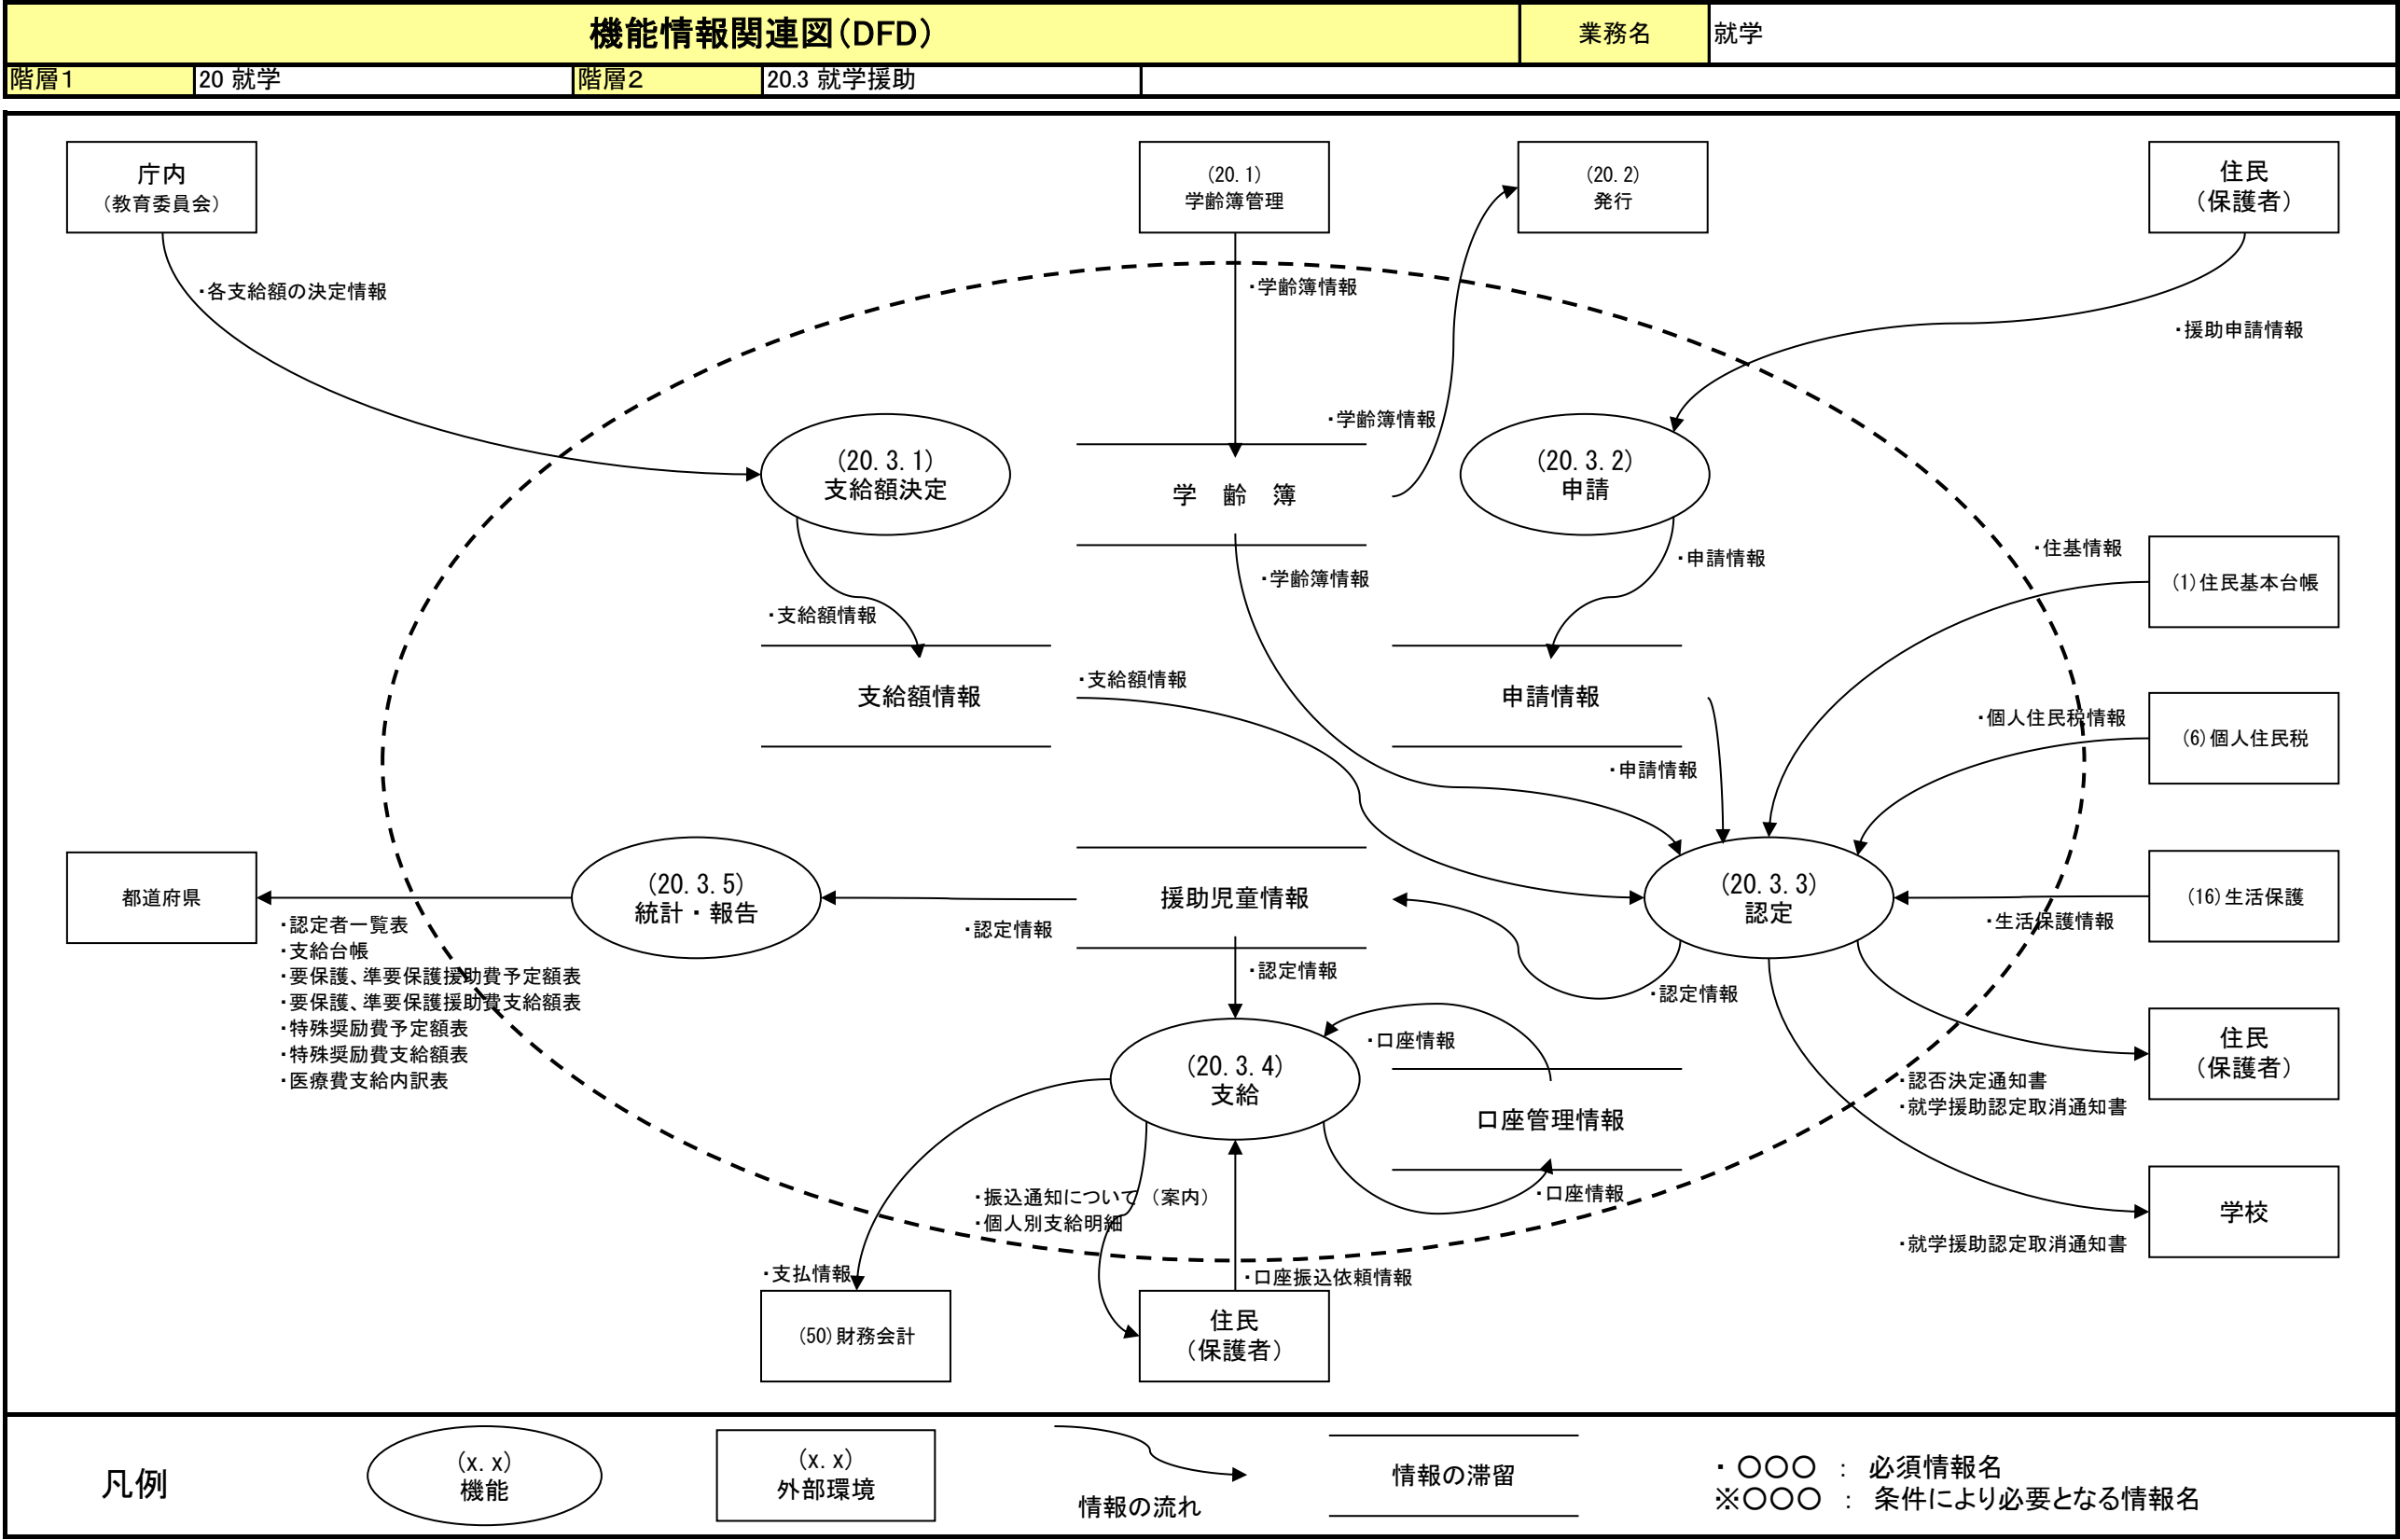 機能情報関連図(DFD)
業務名
就学
階層1
20 就学
階層2
20.3 就学援助
庁内
(教育委員会)
(20.1)
学齢簿管理
(20.2)
発行
住民
(保護者)
・各支給額の決定情報
・学齢簿情報
・援助申請情報
・学齢簿情報
(20.3.1)
支給額決定
学 齢 簿
(20.3.2)
申請
・住基情報
・申請情報
・学齢簿情報
(1)住民基本台帳
・支給額情報
・支給額情報
支給額情報
申請情報
・個人住民税情報
(6)個人住民税
・申請情報
都道府県
(20.3.5)
統計・報告
援助児童情報
(20.3.3)
認定
(16)生活保護
・生活保護情報
・認定情報
・認定者一覧表
・支給台帳
・要保護、準要保護援助費予定額表
・要保護、準要保護援助費支給額表
・特殊奨励費予定額表
・特殊奨励費支給額表
・医療費支給内訳表
・認定情報
・認定情報
・口座情報
(20.3.4)
支給
口座管理情報
住民
(保護者)
・認否決定通知書
・就学援助認定取消通知書
・振込通知について(案内)
・個人別支給明細
・口座情報
学校
・就学援助認定取消通知書
・支払情報
・口座振込依頼情報
(50)財務会計
住民
(保護者)
凡例
(x.x)
機能
(x.x)
外部環境
情報の流れ
情報の滞留
・ ○○○ : 必須情報名
※○○○ : 条件により必要となる情報名